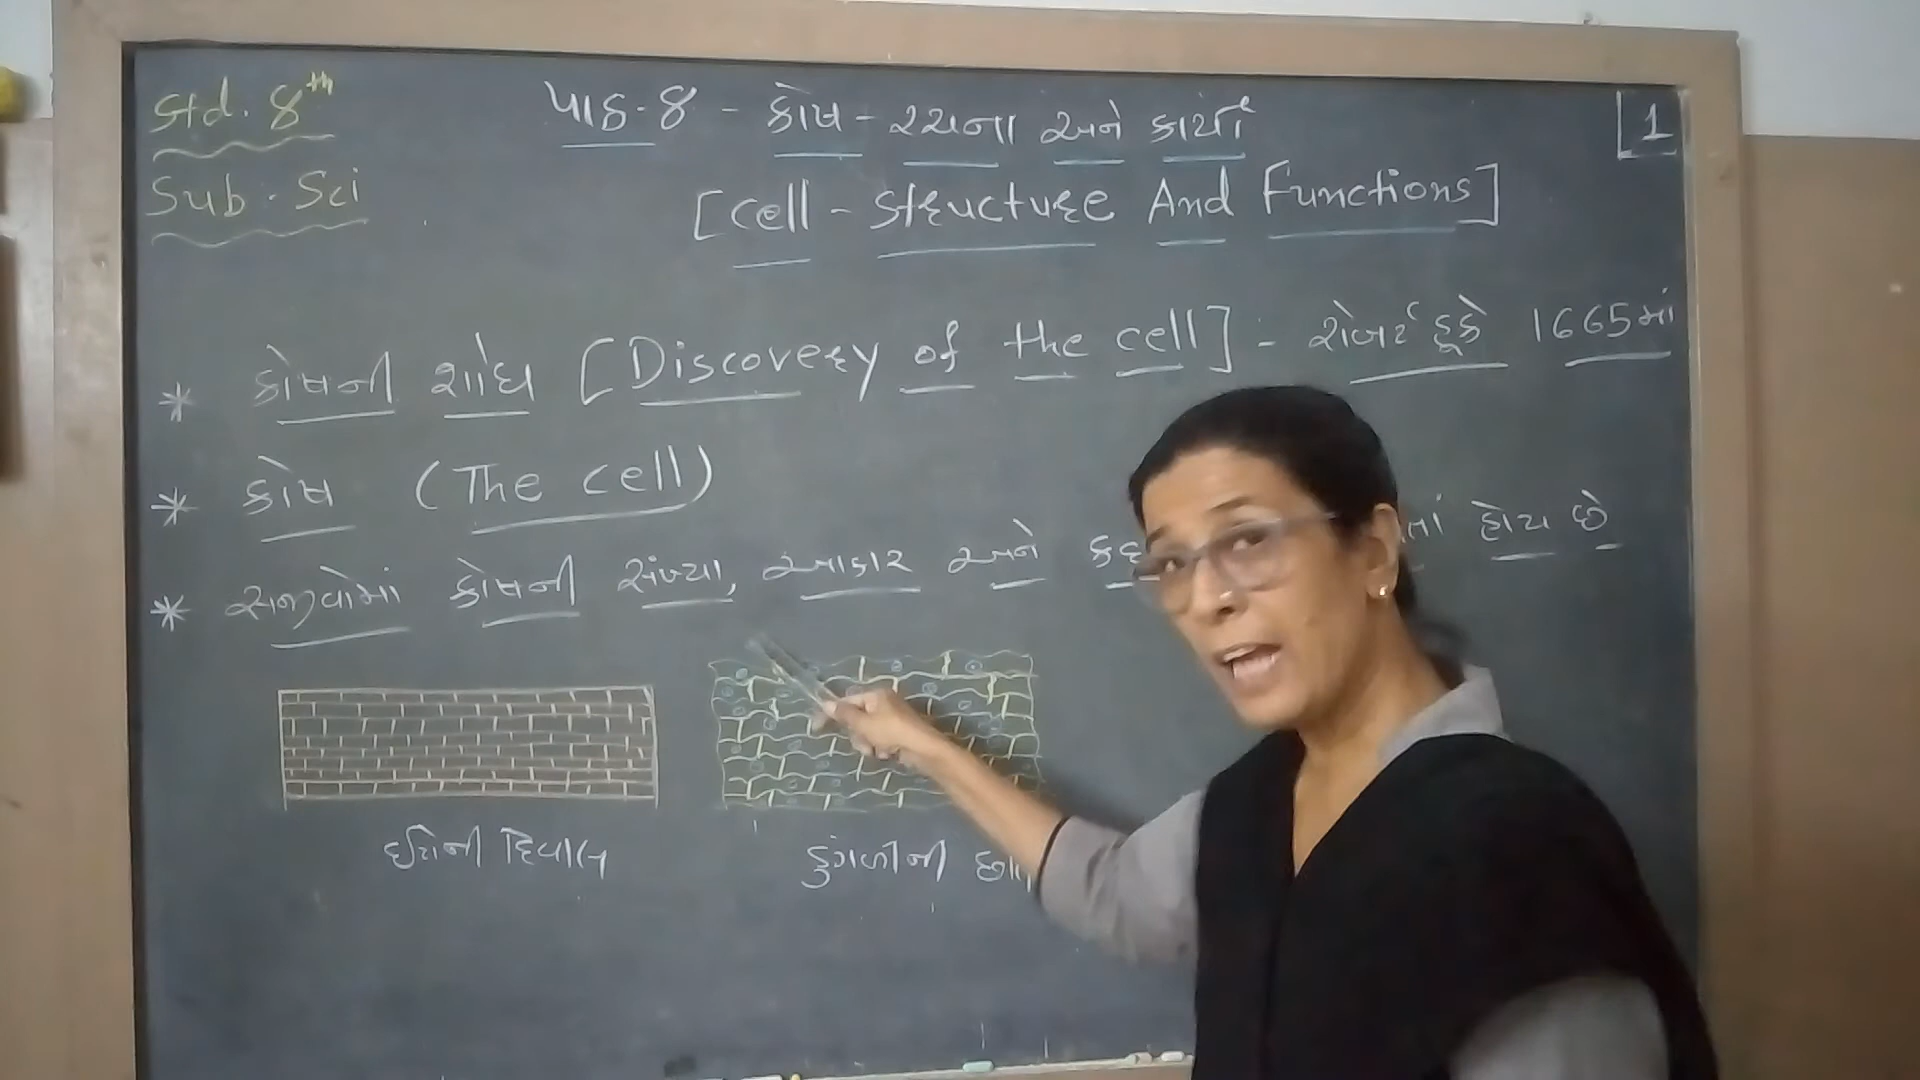 Std. 8th
પાઠ-8 - કોષ - રચના અને કાર્યો
1
Sub. Sci
[Cell - Structure And Functions]
* કોષની શોધ [Discovery of the cell] :- રોબર્ટ હૂકે 1665માં
* કોષ (The cell)
* સજીવોમાં કોષની સંખ્યા, આકાર અને હોય છે
ઈંટોની દિવાલ
ડુંગળીની